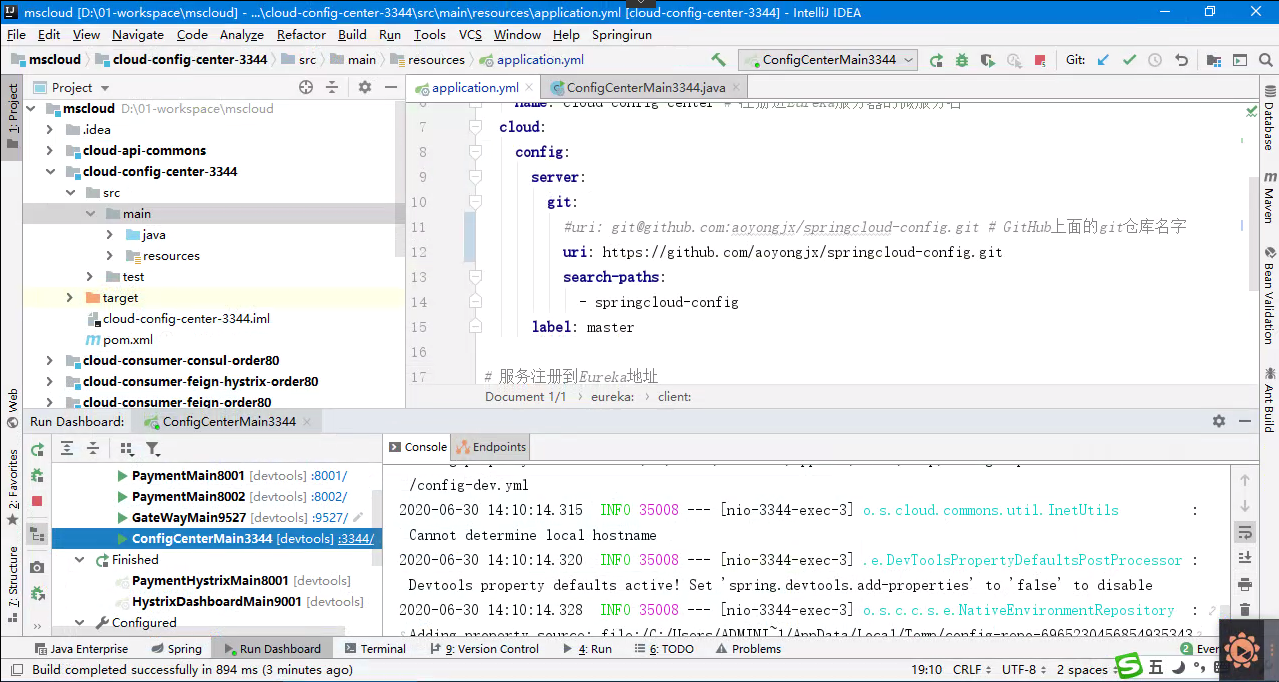 mscloud [D:\01-workspace\mscloud] - ...\cloud-config-center-3344\src\main\resources\application.yml [cloud-config-center-3344] - IntelliJ IDEA
File Edit View Navigate Code Analyze Refactor Build Run Tools VCS Window Help Springirun
mscloud cloud-config-center-3344 src main resources application.yml ConfigCenterMain3344 Git:
Project application.yml ConfigCenterMain3344.java
1: Project
mscloud D:\01-workspace\mscloud
.idea
cloud-api-commons
cloud-config-center-3344
src
main
java
resources
test
target
cloud-config-center-3344.iml
pom.xml
cloud-consumer-consul-order80
cloud-consumer-feign-hystrix-order80
cloud-consumer-feign-order80
name: cloud-config-center # 注册进Eureka服务器的微服务名
7 cloud:
8 config:
9 server:
10 git:
11 #uri: git@github.com:aoyongjx/springcloud-config.git # GitHub上面的git仓库名字
12 uri: https://github.com/aoyongjx/springcloud-config.git
13 search-paths:
14 - springcloud-config
15 label: master
16
17 # 服务注册到Eureka地址
Document 1/1 eureka: client:
Database
Maven
Bean Validation
Ant Build
Web
2: Favorites
7: Structure
Run Dashboard: ConfigCenterMain3344
PaymentMain8001 [devtools] :8001/
PaymentMain8002 [devtools] :8002/
GateWayMain9527 [devtools] :9527/
ConfigCenterMain3344 [devtools] :3344/
Finished
PaymentHystrixMain8001 [devtools]
HystrixDashboardMain9001 [devtools]
Configured
Console Endpoints
/config-dev.yml
2020-06-30 14:10:14.315 INFO 35008 --- [nio-3344-exec-3] o.s.cloud.commons.util.InetUtils :
Cannot determine local hostname
2020-06-30 14:10:14.320 INFO 35008 --- [nio-3344-exec-3] .e.DevToolsPropertyDefaultsPostProcessor :
Devtools property defaults active! Set 'spring.devtools.add-properties' to 'false' to disable
2020-06-30 14:10:14.328 INFO 35008 --- [nio-3344-exec-3] o.s.c.c.s.e.NativeEnvironmentRepository :
Adding property source: file:/C:/Users/ADMINI~1/AppData/Local/Temp/config-repo-6965230456854935343
Java Enterprise Spring Run Dashboard Terminal 9: Version Control 4: Run 6: TODO Problems 2
Build completed successfully in 894 ms (3 minutes ago) 19:10 CRLF UTF-8 2 spaces 五